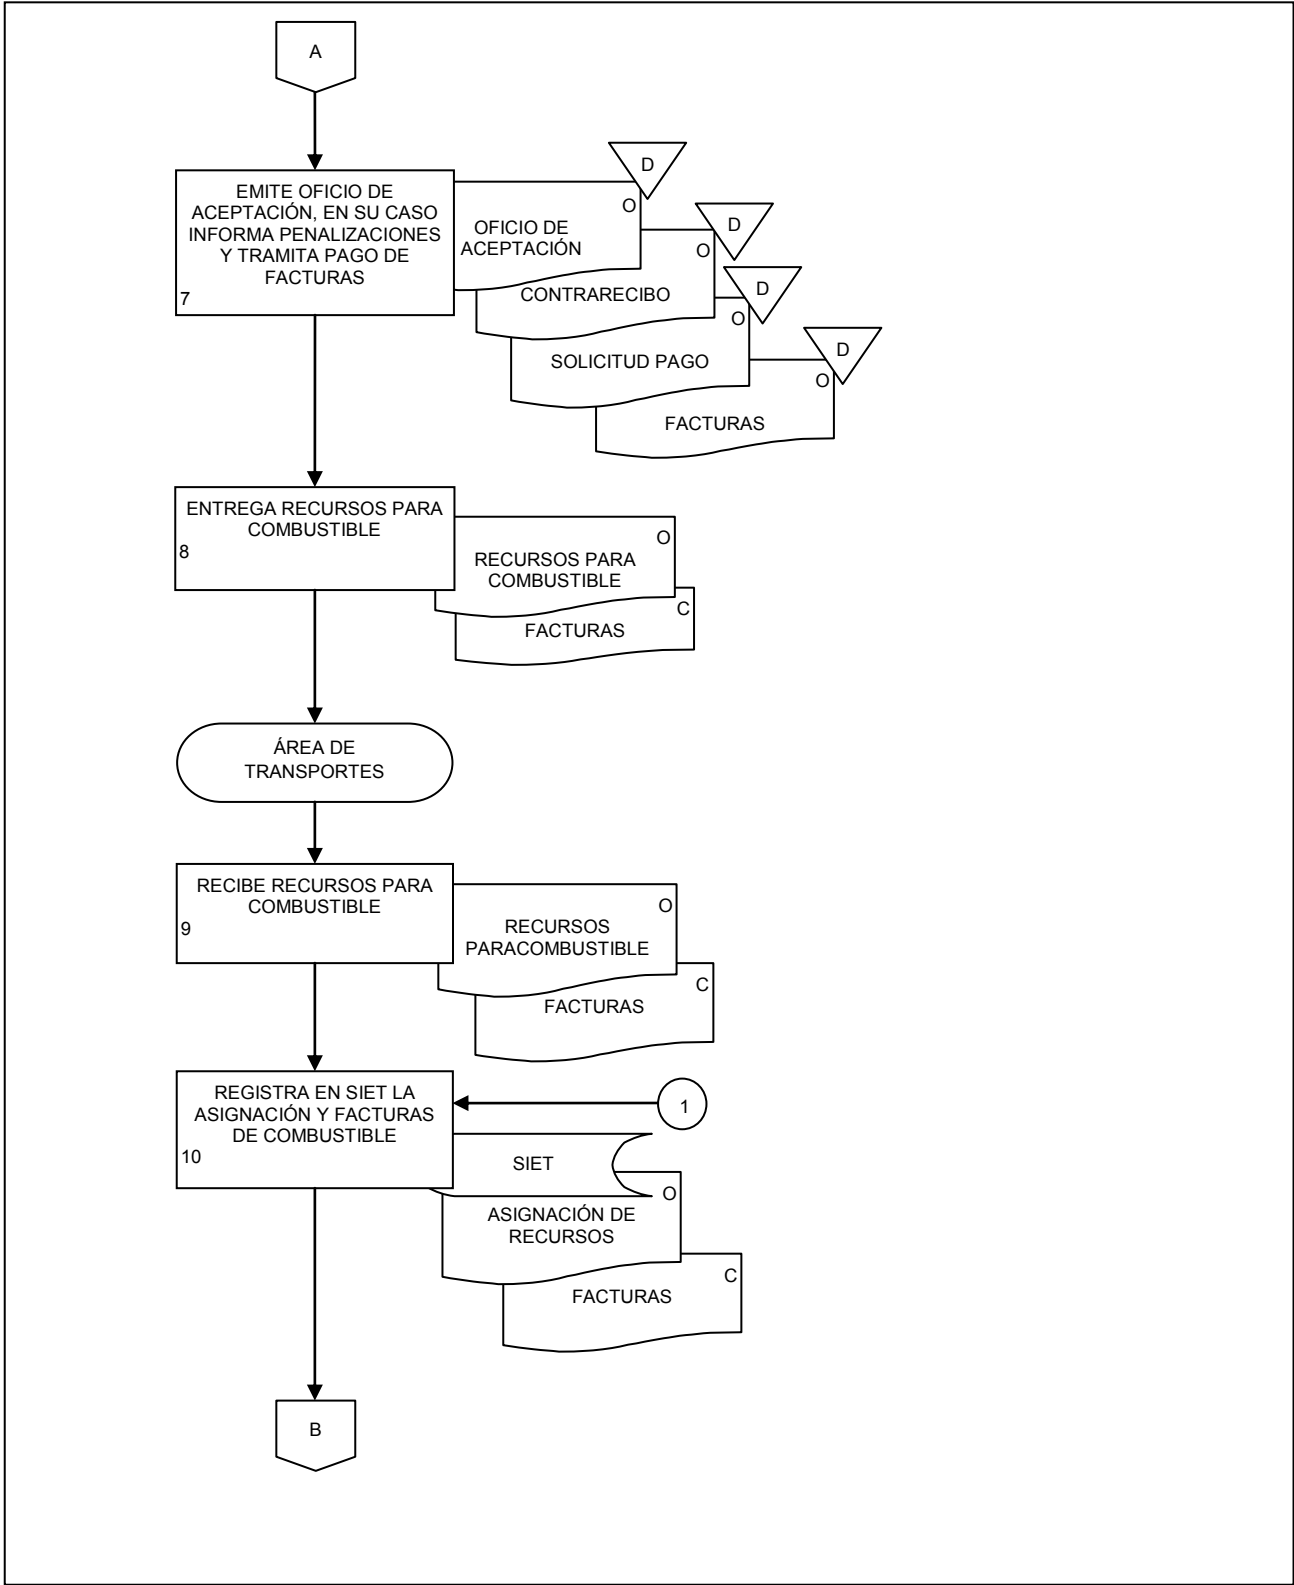 A
EMITE OFICIO DE
ACEPTACIÓN, EN SU CASO
INFORMA PENALIZACIONES
Y TRAMITA PAGO DE
FACTURAS
7
D
O
OFICIO DE
ACEPTACIÓN
D
O
CONTRARECIBO
D
O
SOLICITUD PAGO
D
O
FACTURAS
ENTREGA RECURSOS PARA
COMBUSTIBLE
8
O
RECURSOS PARA
COMBUSTIBLE
C
FACTURAS
ÁREA DE
TRANSPORTES
RECIBE RECURSOS PARA
COMBUSTIBLE
9
O
RECURSOS
PARACOMBUSTIBLE
C
FACTURAS
REGISTRA EN SIET LA
ASIGNACIÓN Y FACTURAS
DE COMBUSTIBLE
10
1
SIET
O
ASIGNACIÓN DE
RECURSOS
C
FACTURAS
B